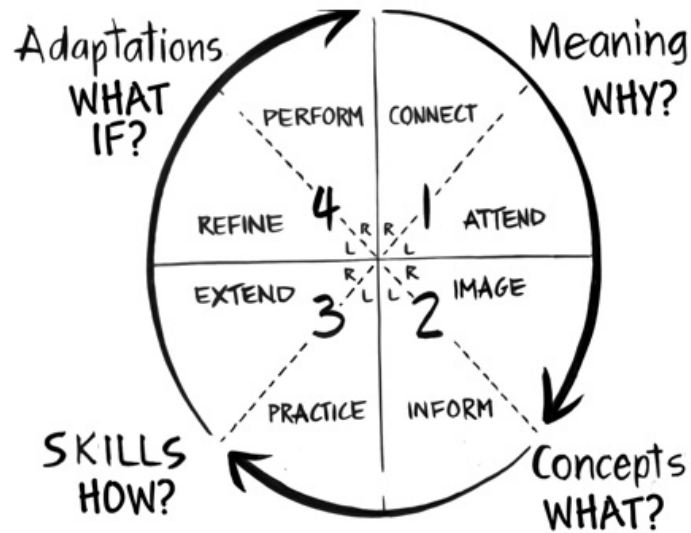 Adaptations
WHAT
IF?
Meaning
WHY?
PERFORM
CONNECT
4
1
REFINE
ATTEND
R
R
L
L
R
R
L
L
EXTEND
IMAGE
3
2
PRACTICE
INFORM
SKILLS
HOW?
Concepts
WHAT?